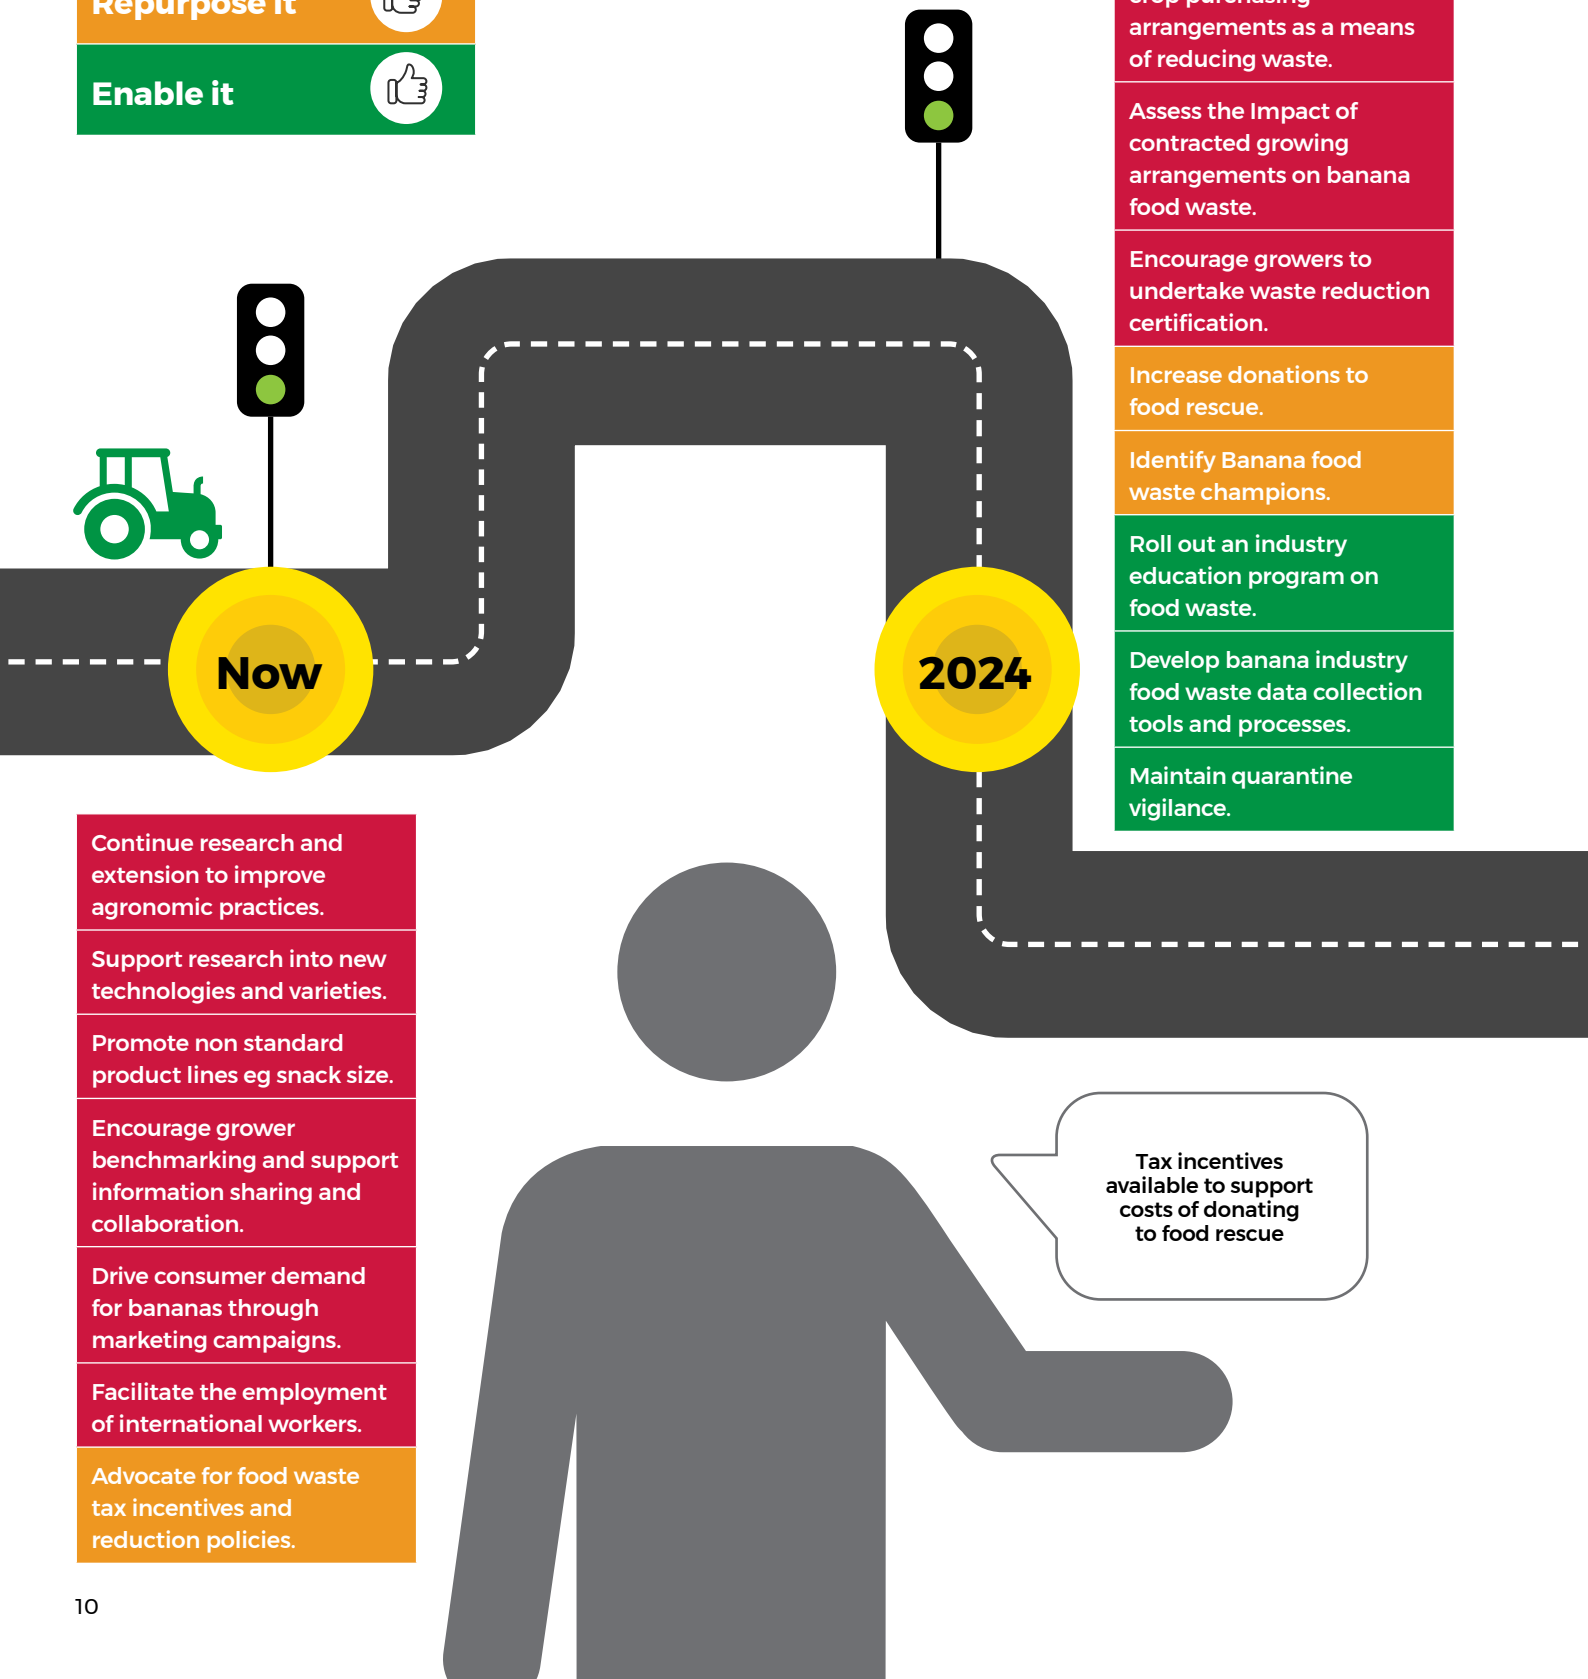 Repurpose it
Enable it
crop purchasing
arrangements as a means
of reducing waste.
Assess the Impact of
contracted growing
arrangements on banana
food waste.
Encourage growers to
undertake waste reduction
certification.
Increase donations to
food rescue.
Identify Banana food
waste champions.
Roll out an industry
education program on
food waste.
Develop banana industry
food waste data collection
tools and processes.
Maintain quarantine
vigilance.
Now
2024
Continue research and
extension to improve
agronomic practices.
Support research into new
technologies and varieties.
Promote non standard
product lines eg snack size.
Encourage grower
benchmarking and support
information sharing and
collaboration.
Drive consumer demand
for bananas through
marketing campaigns.
Facilitate the employment
of international workers.
Advocate for food waste
tax incentives and
reduction policies.
Tax incentives
available to support
costs of donating
to food rescue
10